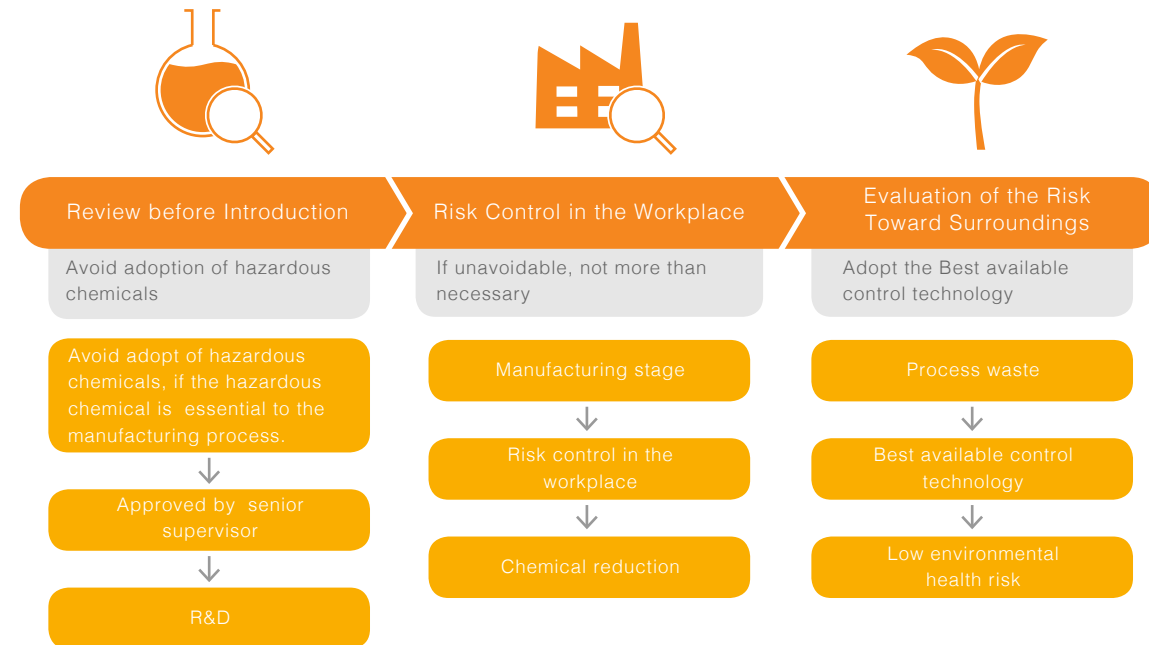 Review before Introduction
Risk Control in the Workplace
Evaluation of the Risk
Toward Surroundings
Avoid adoption of hazardous
chemicals
If unavoidable, not more than
necessary
Adopt the Best available
control technology
Avoid adopt of hazardous
chemicals, if the hazardous
chemical is essential to the
manufacturing process.
Approved by senior
supervisor
R&D
Manufacturing stage
Risk control in the
workplace
Chemical reduction
Process waste
Best available control
technology
Low environmental
health risk